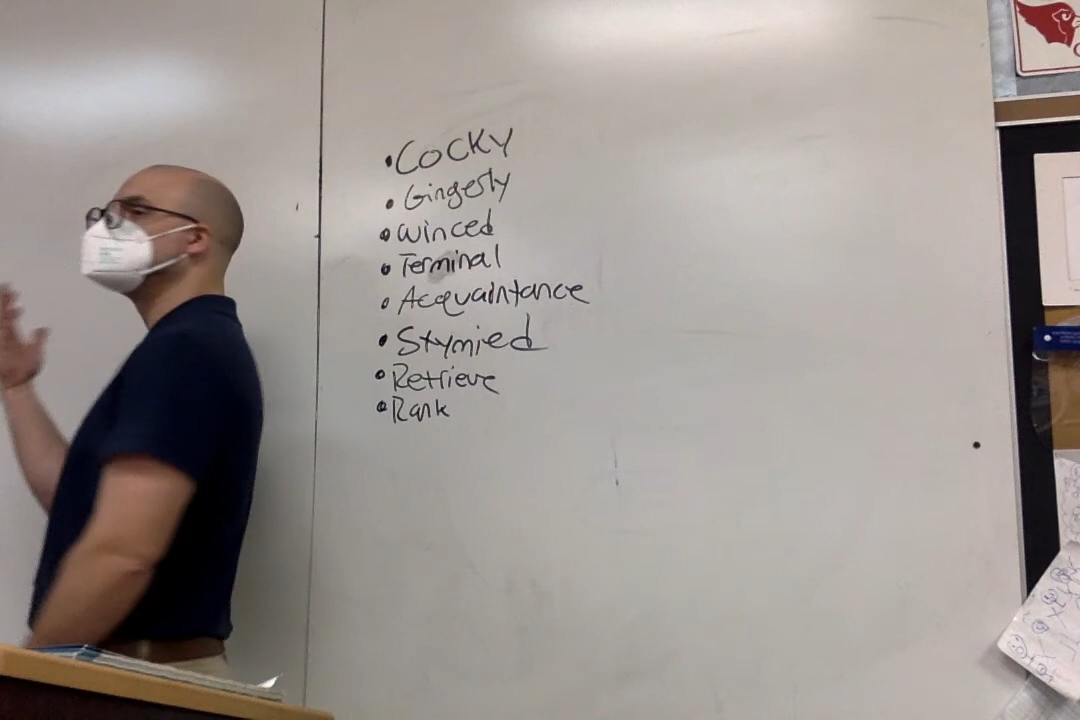 • Cocky
• Gingerly
• Winced
• Terminal
• Acquaintance
• Stymied
• Retrieve
• Rank